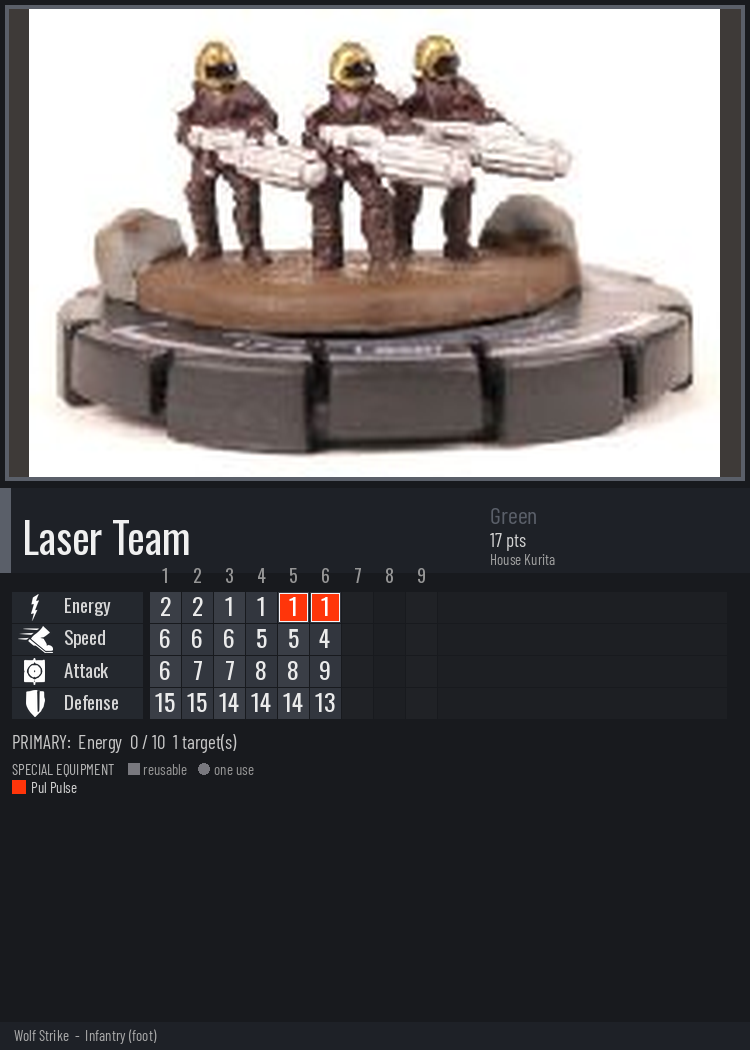 Laser Team
Green
17 pts
House Kurita
1 2 3 4 5 6 7 8 9
Energy 2 2 1 1 1 1
Speed 6 6 6 5 5 4
Attack 6 7 7 8 8 9
Defense 15 15 14 14 14 13
PRIMARY: Energy 0 / 10 1 target(s)
SPECIAL EQUIPMENT reusable one use
Pul Pulse
Wolf Strike - Infantry (foot)